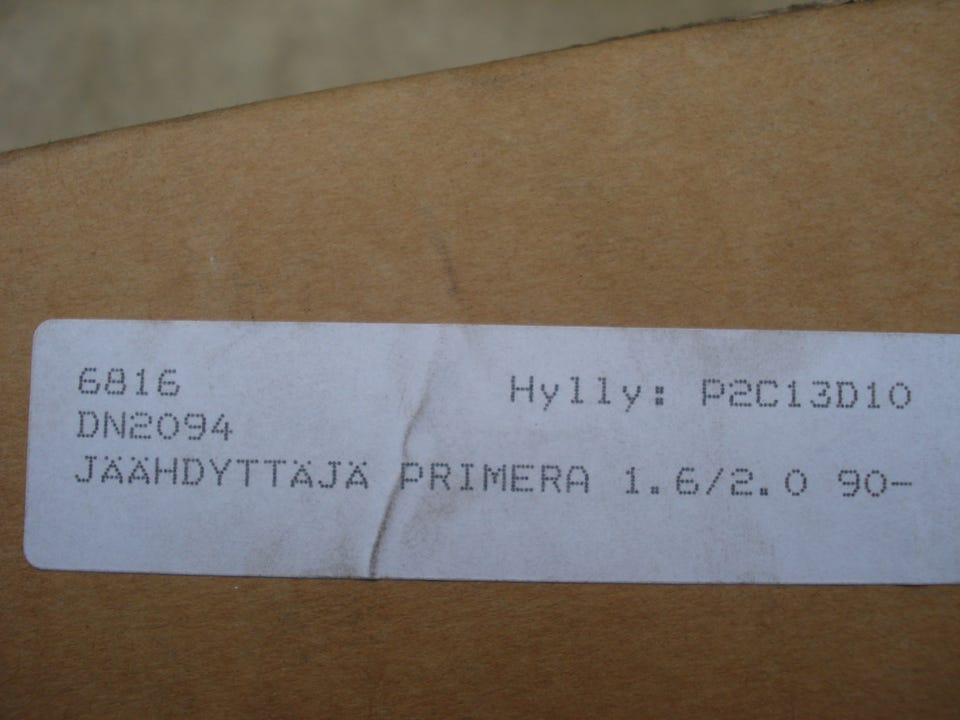 6816 Hylly: P2C13D10
DN2094
JÄÄHDYTTÄJÄ PRIMERA 1.6/2.0 90-